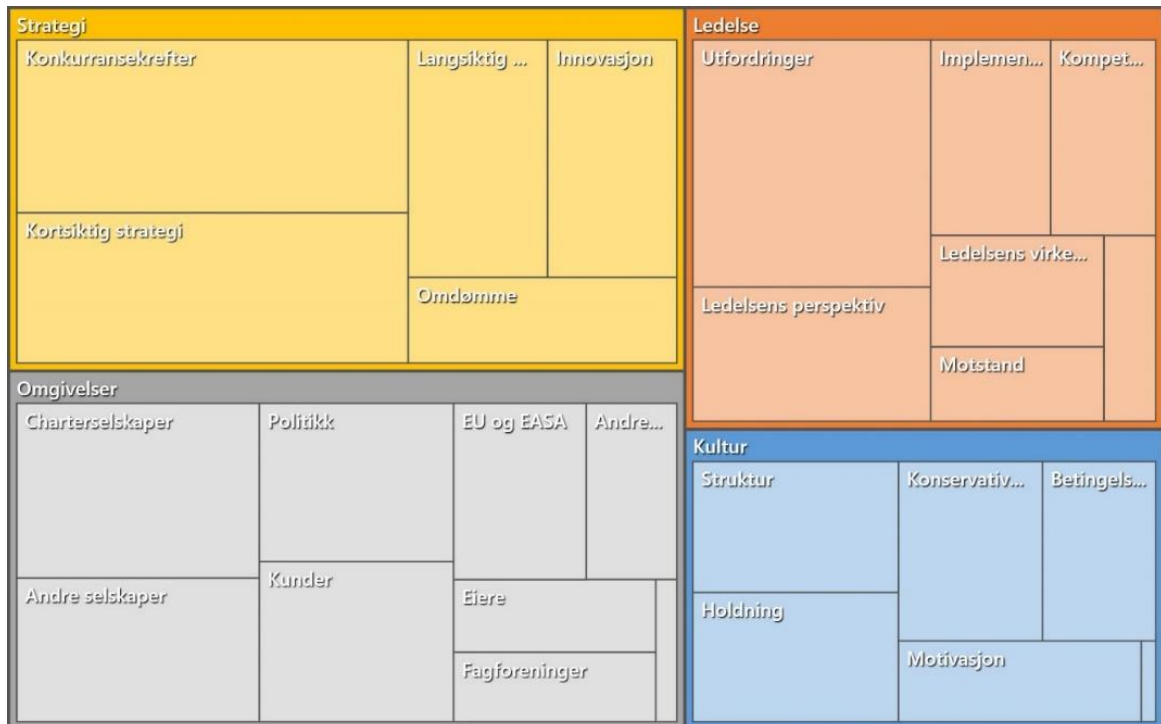 Strategi
Konkurransekrefter
Langsiktig ...
Innovasjon
Kortsiktig strategi
Omdømme
Ledelse
Utfordringer
Implemen...
Kompet...
Ledelsens virke...
Ledelsens perspektiv
Motstand
Omgivelser
Charterselskaper
Politikk
EU og EASA
Andre...
Andre selskaper
Kunder
Eiere
Fagforeninger
Kultur
Struktur
Konservativ...
Betingels...
Holdning
Motivasjon